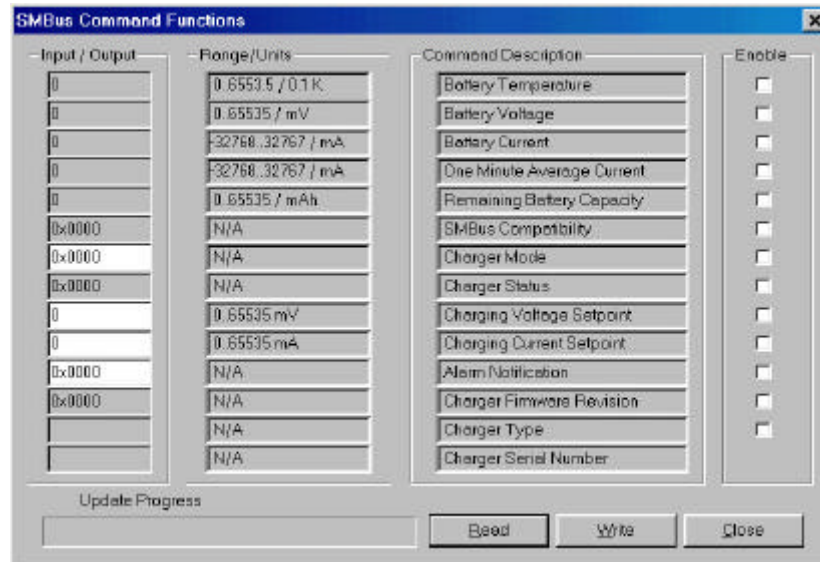 SMBus Command Functions
Input / Output Range/Units Command Description Enable
0 0..6553.5 / 0.1 K Battery Temperature
0 0..65535 / mV Battery Voltage
0 -32768..32767 / mA Battery Current
0 -32768..32767 / mA One Minute Average Current
0 0..65535 / mAh Remaining Battery Capacity
0x0000 N/A SMBus Compatibility
0x0000 N/A Charger Mode
0x0000 N/A Charger Status
0 0..65535 mV Charging Voltage Setpoint
0 0..65535 mA Charging Current Setpoint
0x0000 N/A Alarm Notification
0x0000 N/A Charger Firmware Revision
N/A Charger Type
N/A Charger Serial Number
Update Progress
Read Write Close